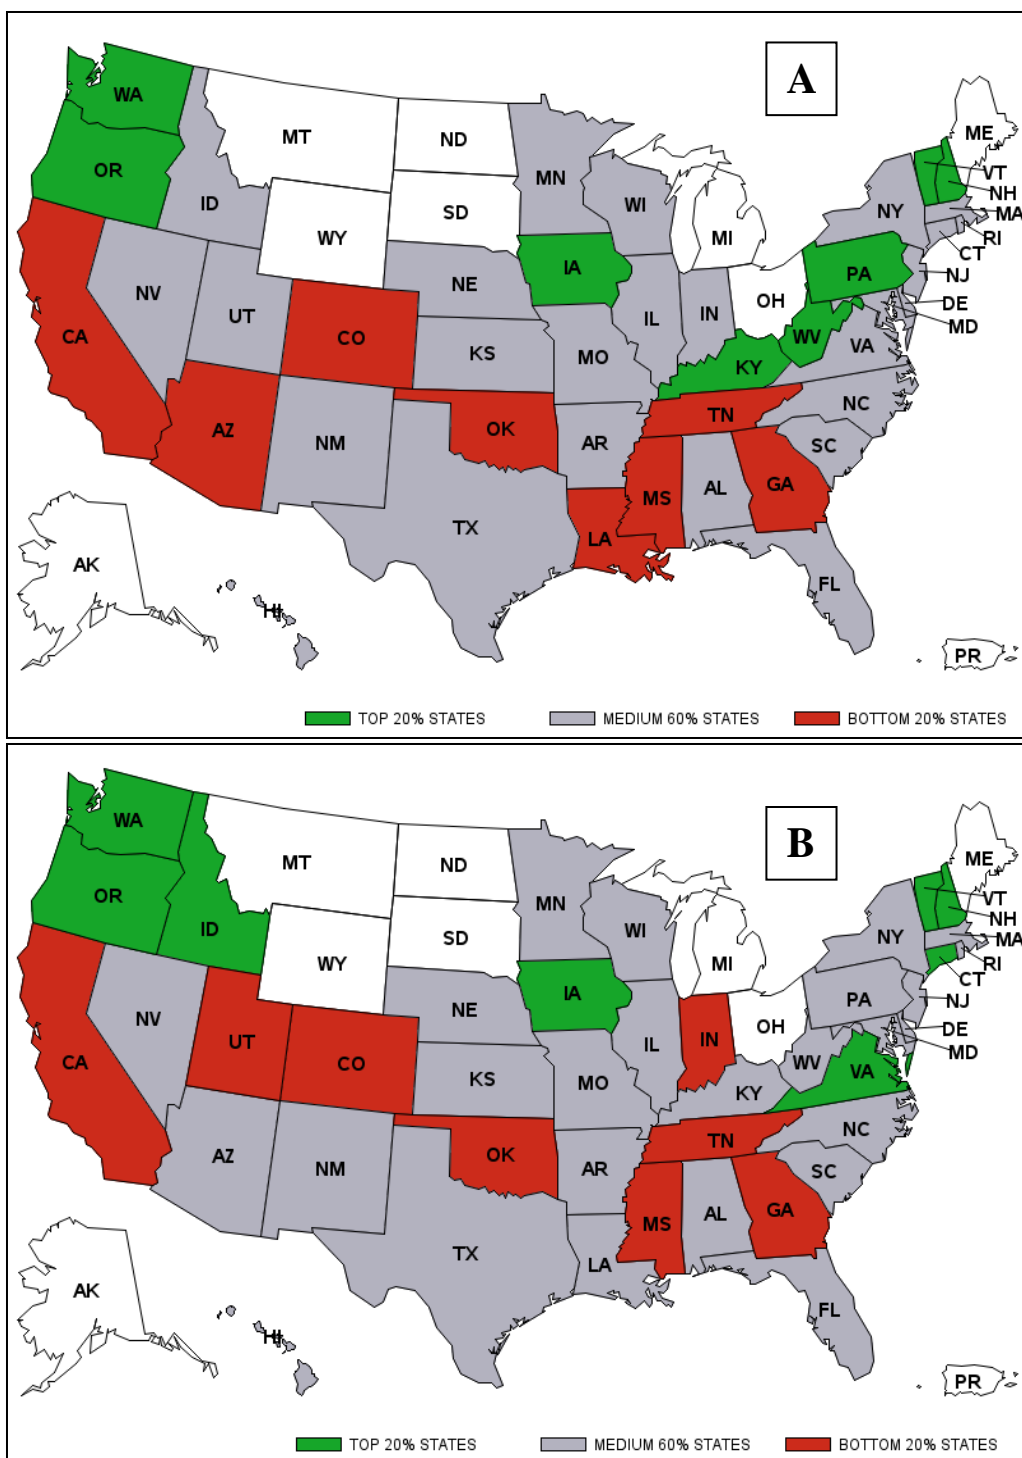 A
WA
MT
ND
ME
OR
ID
MN
VT
NH
SD
WI
NY
MA
WY
MI
RI
CT
IA
PA
NJ
NV
NE
OH
DE
UT
IL
IN
MD
CA
CO
WV
VA
KS
MO
KY
AZ
OK
TN
NC
NM
AR
SC
MS
AL
GA
TX
LA
AK
FL
HI
PR
TOP 20% STATES
MEDIUM 60% STATES
BOTTOM 20% STATES
B
WA
MT
ND
ME
OR
ID
MN
VT
NH
SD
WI
NY
MA
WY
MI
RI
CT
IA
PA
NJ
NV
NE
OH
DE
UT
IL
IN
MD
CA
CO
WV
VA
KS
MO
KY
AZ
OK
TN
NC
NM
AR
SC
MS
AL
GA
TX
LA
AK
FL
HI
PR
TOP 20% STATES
MEDIUM 60% STATES
BOTTOM 20% STATES